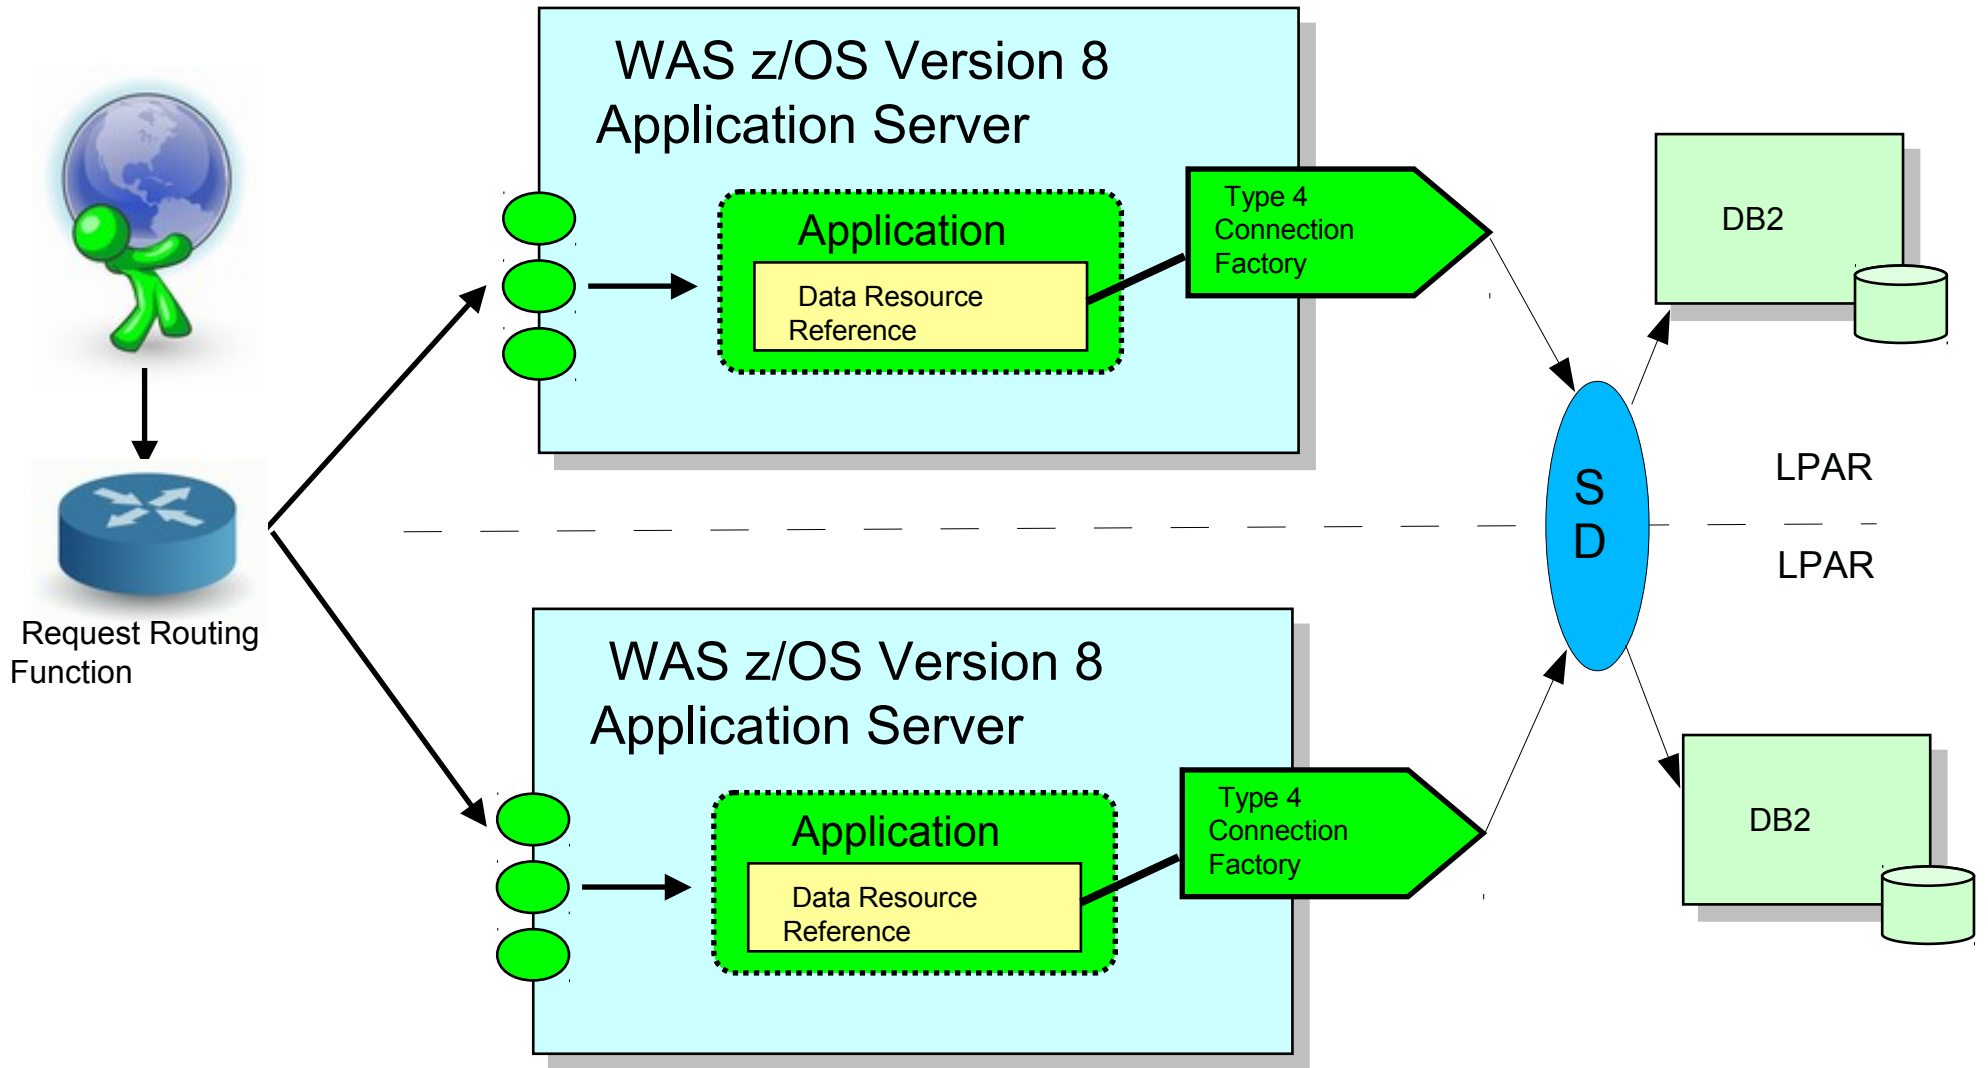 WAS z/OS Version 8
Application Server
Application
Data Resource
Reference
Type 4
Connection
Factory
DB2
S
D
LPAR
LPAR
Request Routing
Function
WAS z/OS Version 8
Application Server
Application
Data Resource
Reference
Type 4
Connection
Factory
DB2